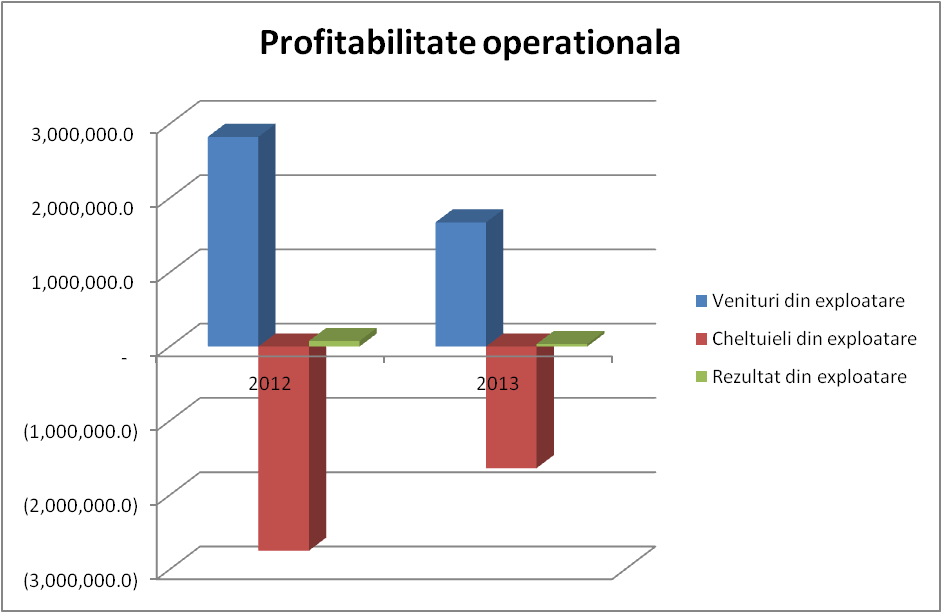 Profitabilitate operationala
3,000,000.0
2,000,000.0
1,000,000.0
-
(1,000,000.0)
(2,000,000.0)
(3,000,000.0)
2012
2013
Venituri din exploatare
Cheltuieli din exploatare
Rezultat din exploatare